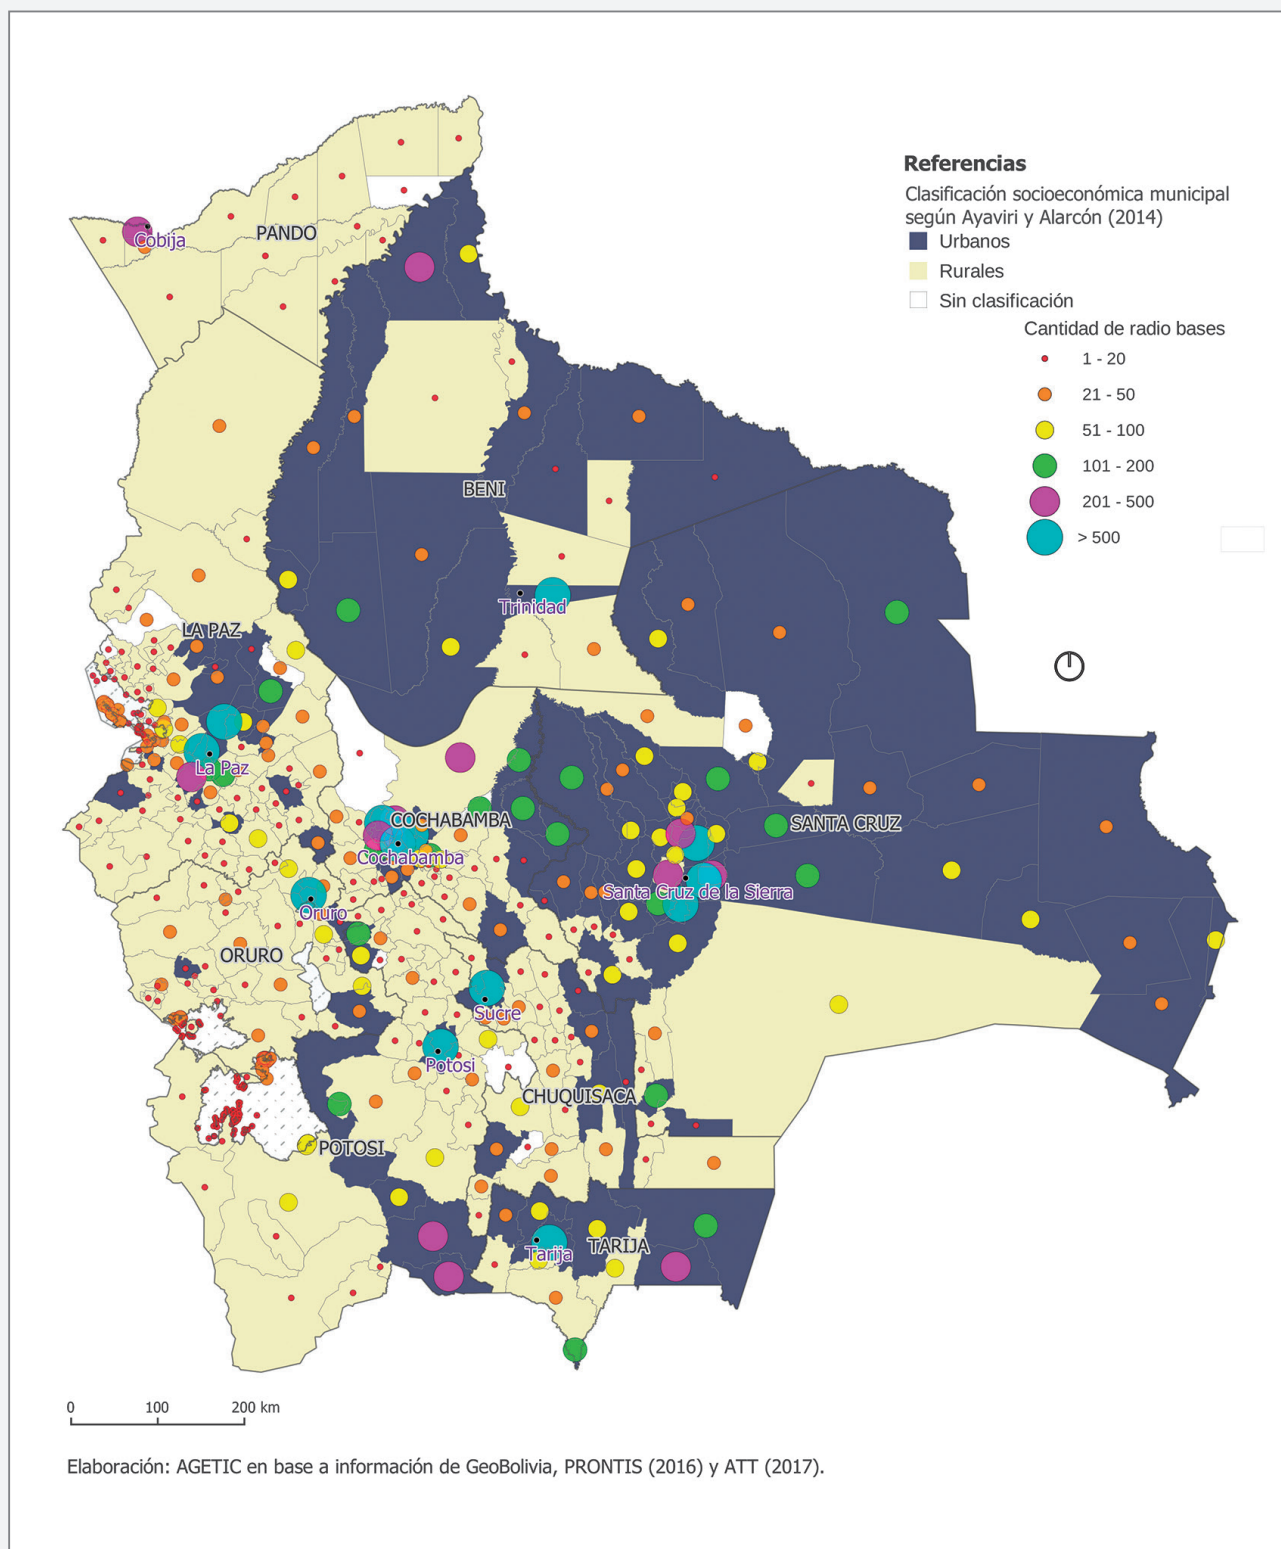 Referencias
Clasificación socioeconómica municipal
según Ayaviri y Alarcón (2014)
Urbanos
Rurales
Sin clasificación
Cantidad de radio bases
1 - 20
21 - 50
51 - 100
101 - 200
201 - 500
> 500
PANDO
Cobija
BENI
Trinidad
LA PAZ
La Paz
COCHABAMBA
Cochabamba
SANTA CRUZ
Santa Cruz de la Sierra
Oruro
ORURO
Sucre
Potosi
CHUQUISACA
POTOSI
TARIJA
Tarija
0 100 200 km
Elaboración: AGETIC en base a información de GeoBolivia, PRONTIS (2016) y ATT (2017).